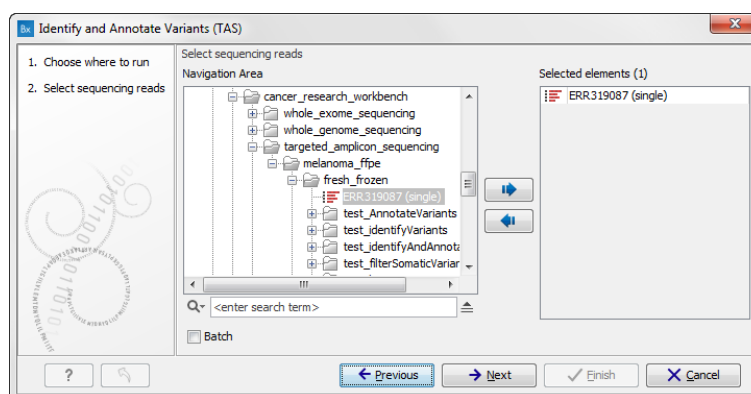 Bx Identify and Annotate Variants (TAS)
1. Choose where to run
2. Select sequencing reads
Select sequencing reads
Navigation Area
cancer_research_workbench
whole_exome_sequencing
whole_genome_sequencing
targeted_amplicon_sequencing
melanoma_ffpe
fresh_frozen
ERR319087 (single)
test_AnnotateVariants
test_identifyVariants
test_identifyAndAnnota
test_filterSomaticVarian
<enter search term>
Batch
Selected elements (1)
ERR319087 (single)
? Previous Next Finish Cancel